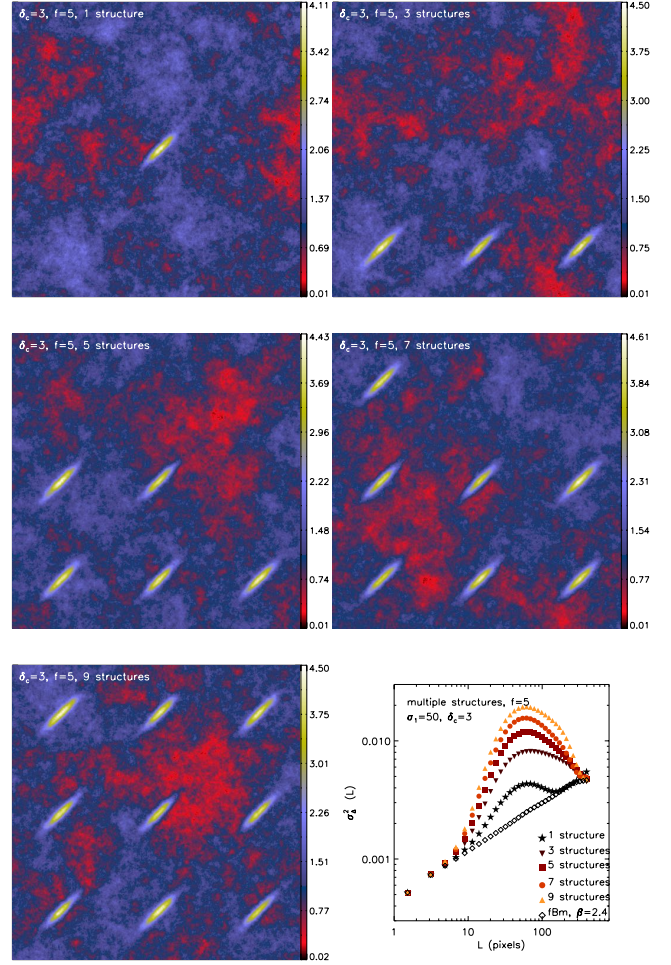 δc=3, f=5, 1 structure
4.11
3.42
2.74
2.06
1.37
0.69
0.01
δc=3, f=5, 3 structures
4.50
3.75
3.00
2.25
1.50
0.75
0.01
δc=3, f=5, 5 structures
4.43
3.69
2.96
2.22
1.48
0.74
0.01
δc=3, f=5, 7 structures
4.61
3.84
3.08
2.31
1.54
0.77
0.01
δc=3, f=5, 9 structures
4.50
3.75
3.01
2.26
1.51
0.77
0.02
multiple structures, f=5
σ1=50, δc=3
0.010
0.001
σΔ² (L)
1 structure
3 structures
5 structures
7 structures
9 structures
fBm, β=2.4
1 10 100
L (pixels)